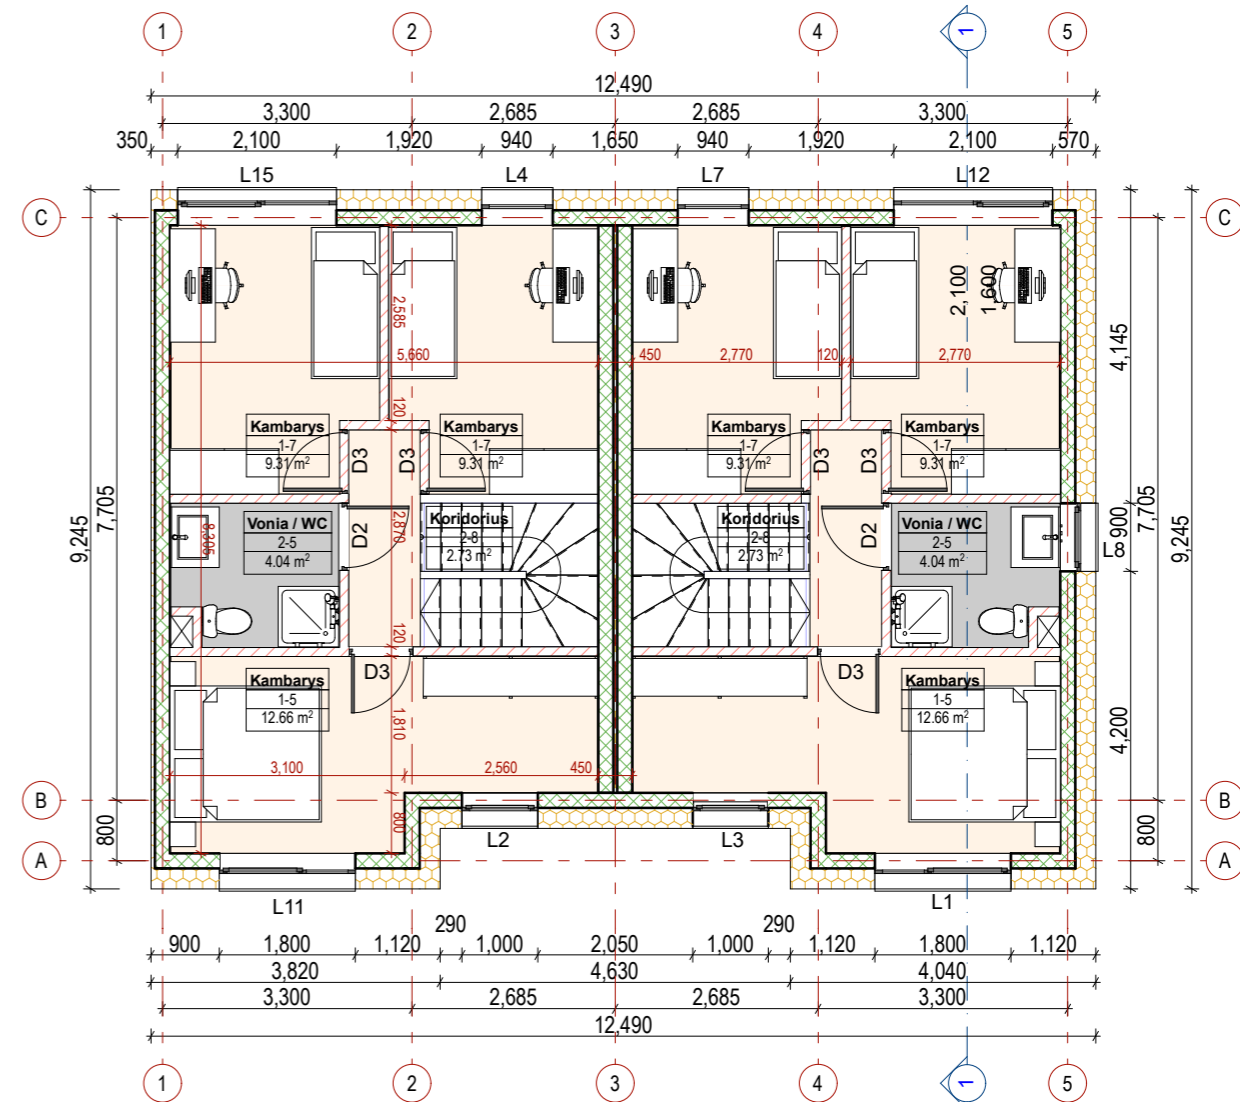 1 2 3 4 1 5
12,490
3,300 2,685 2,685 3,300
350 2,100 1,920 940 1,650 940 1,920 2,100 570
L15 L4 L7 L12
C C
2,585
2,100 1,600
5,660 450 2,770 120 2,770
4,145
120
Kambarys Kambarys Kambarys Kambarys
1-7 1-7 1-7 1-7
9.31 m² 9.31 m² 9.31 m² 9.31 m²
D3 D3 D3 D3
9,245 7,705 7,705 9,245
8,305
Vonia / WC Koridorius Koridorius Vonia / WC
2-5 2-8 2-8 2-5
4.04 m² 2.73 m² 2.73 m² 4.04 m²
D2 2,870 D2
900
L8
120
D3 D3
Kambarys Kambarys
1-5 1-5
12.66 m² 12.66 m²
1,810
4,200
3,100 2,560 450
B B
800 800 800
L2 L3
A A
L11 L1
290 290
900 1,800 1,120 1,000 2,050 1,000 1,120 1,800 1,120
3,820 4,630 4,040
3,300 2,685 2,685 3,300
12,490
1 2 3 4 1 5